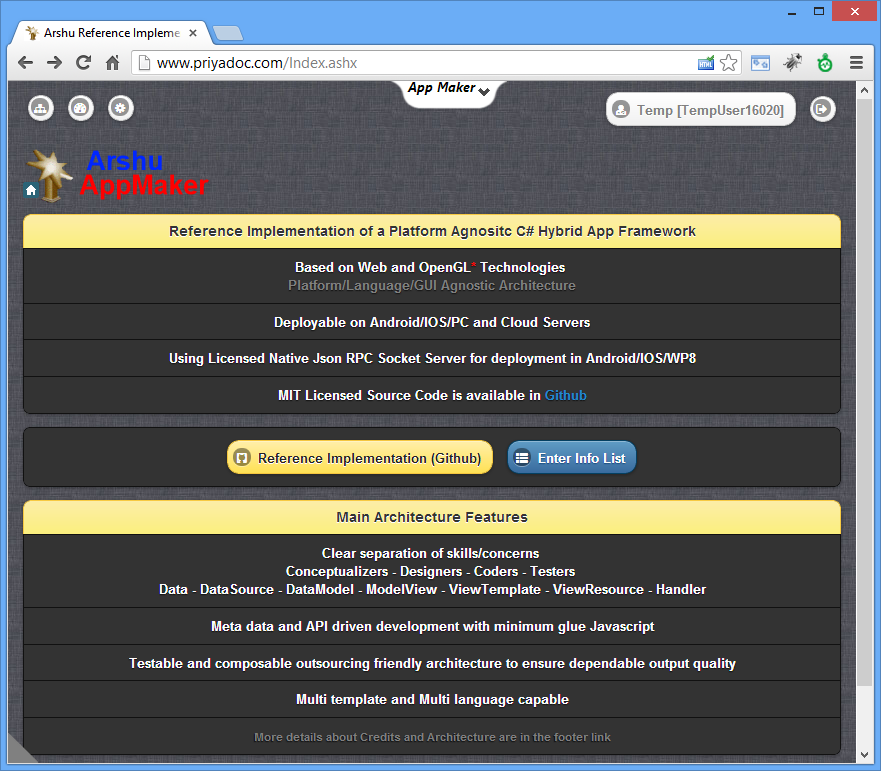 Arshu Reference Impleme
www.priyadoc.com/Index.ashx
App Maker
Temp [TempUser16020]
Arshu
AppMaker
Reference Implementation of a Platform Agnositc C# Hybrid App Framework
Based on Web and OpenGL* Technologies
Platform/Language/GUI Agnostic Architecture
Deployable on Android/IOS/PC and Cloud Servers
Using Licensed Native Json RPC Socket Server for deployment in Android/IOS/WP8
MIT Licensed Source Code is available in Github
Reference Implementation (Github)
Enter Info List
Main Architecture Features
Clear separation of skills/concerns
Conceptualizers - Designers - Coders - Testers
Data - DataSource - DataModel - ModelView - ViewTemplate - ViewResource - Handler
Meta data and API driven development with minimum glue Javascript
Testable and composable outsourcing friendly architecture to ensure dependable output quality
Multi template and Multi language capable
More details about Credits and Architecture are in the footer link